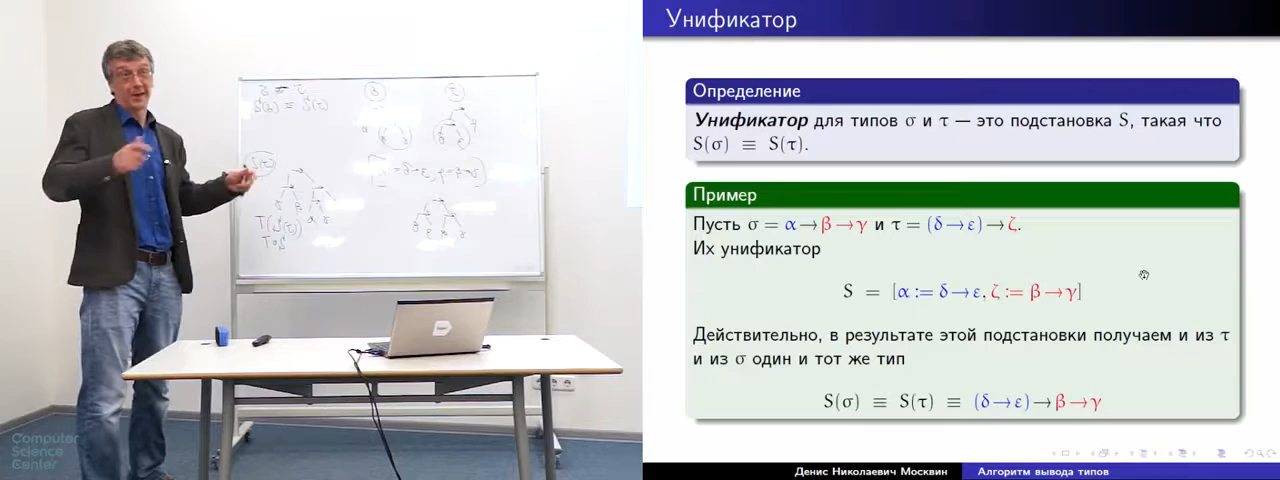 Унификатор
Определение
Унификатор для типов σ и τ — это подстановка S, такая что
S(σ) ≡ S(τ).
Пример
Пусть σ = α→β→γ и τ = (δ→ε)→ζ.
Их унификатор
S = [α := δ→ε, ζ := β→γ]
Действительно, в результате этой подстановки получаем и из τ
и из σ один и тот же тип
S(σ) ≡ S(τ) ≡ (δ→ε)→β→γ
Денис Николаевич Москвин
Алгоритм вывода типов
Computer
Science
Center